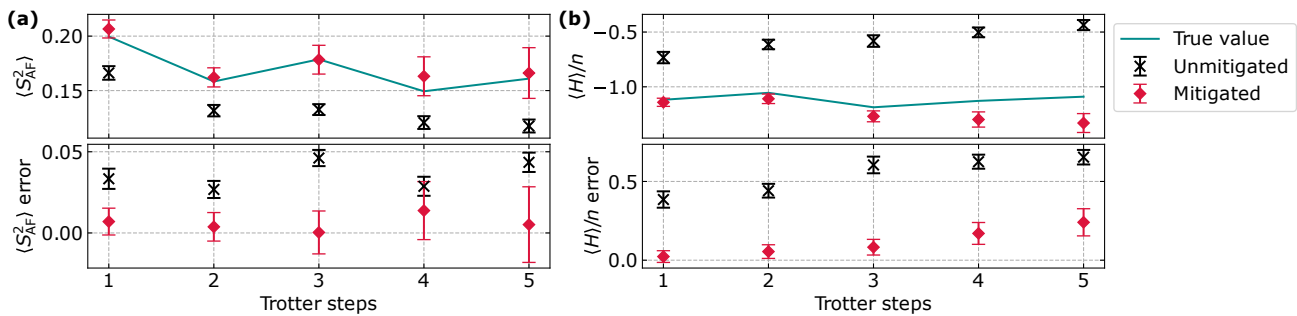 (a)
0.20
0.15
⟨S²AF⟩
0.05
0.00
⟨S²AF⟩ error
1 2 3 4 5
Trotter steps
(b)
−0.5
−1.0
⟨H⟩/n
0.5
0.0
⟨H⟩/n error
1 2 3 4 5
Trotter steps
True value
Unmitigated
Mitigated